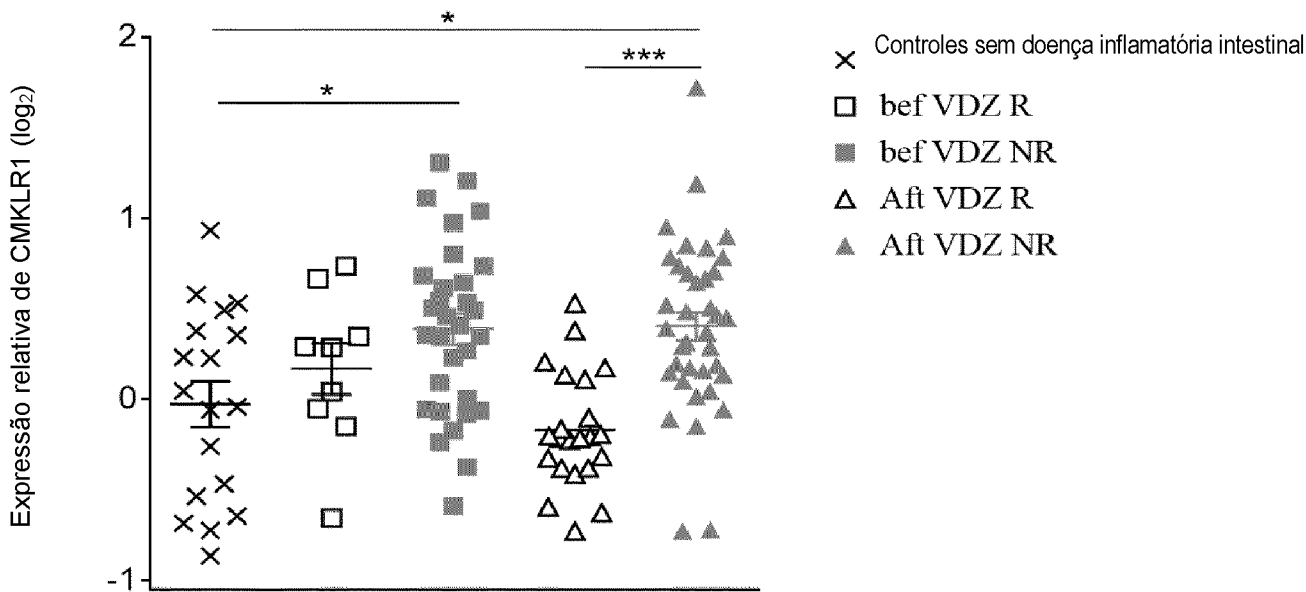 Expressão relativa de CMKLR1 (log₂)
2
1
0
-1
*
***
*
Controles sem doença inflamatória intestinal
bef VDZ R
bef VDZ NR
Aft VDZ R
Aft VDZ NR